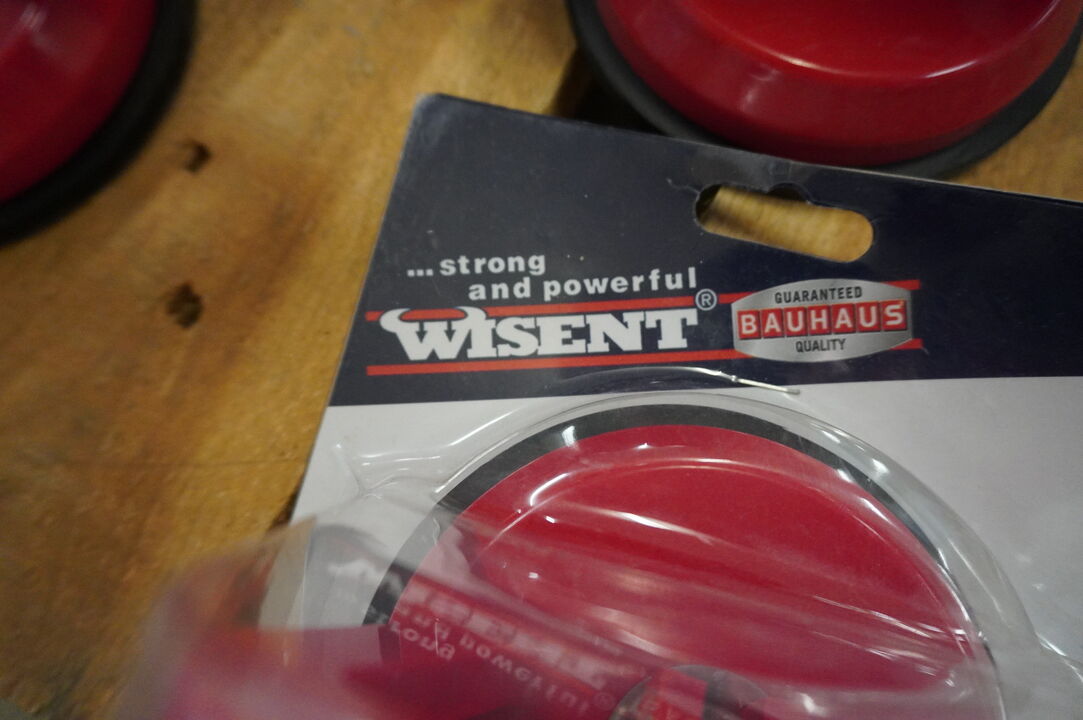 ...strong
and powerful
WISENT®
GUARANTEED
BAUHAUS
QUALITY